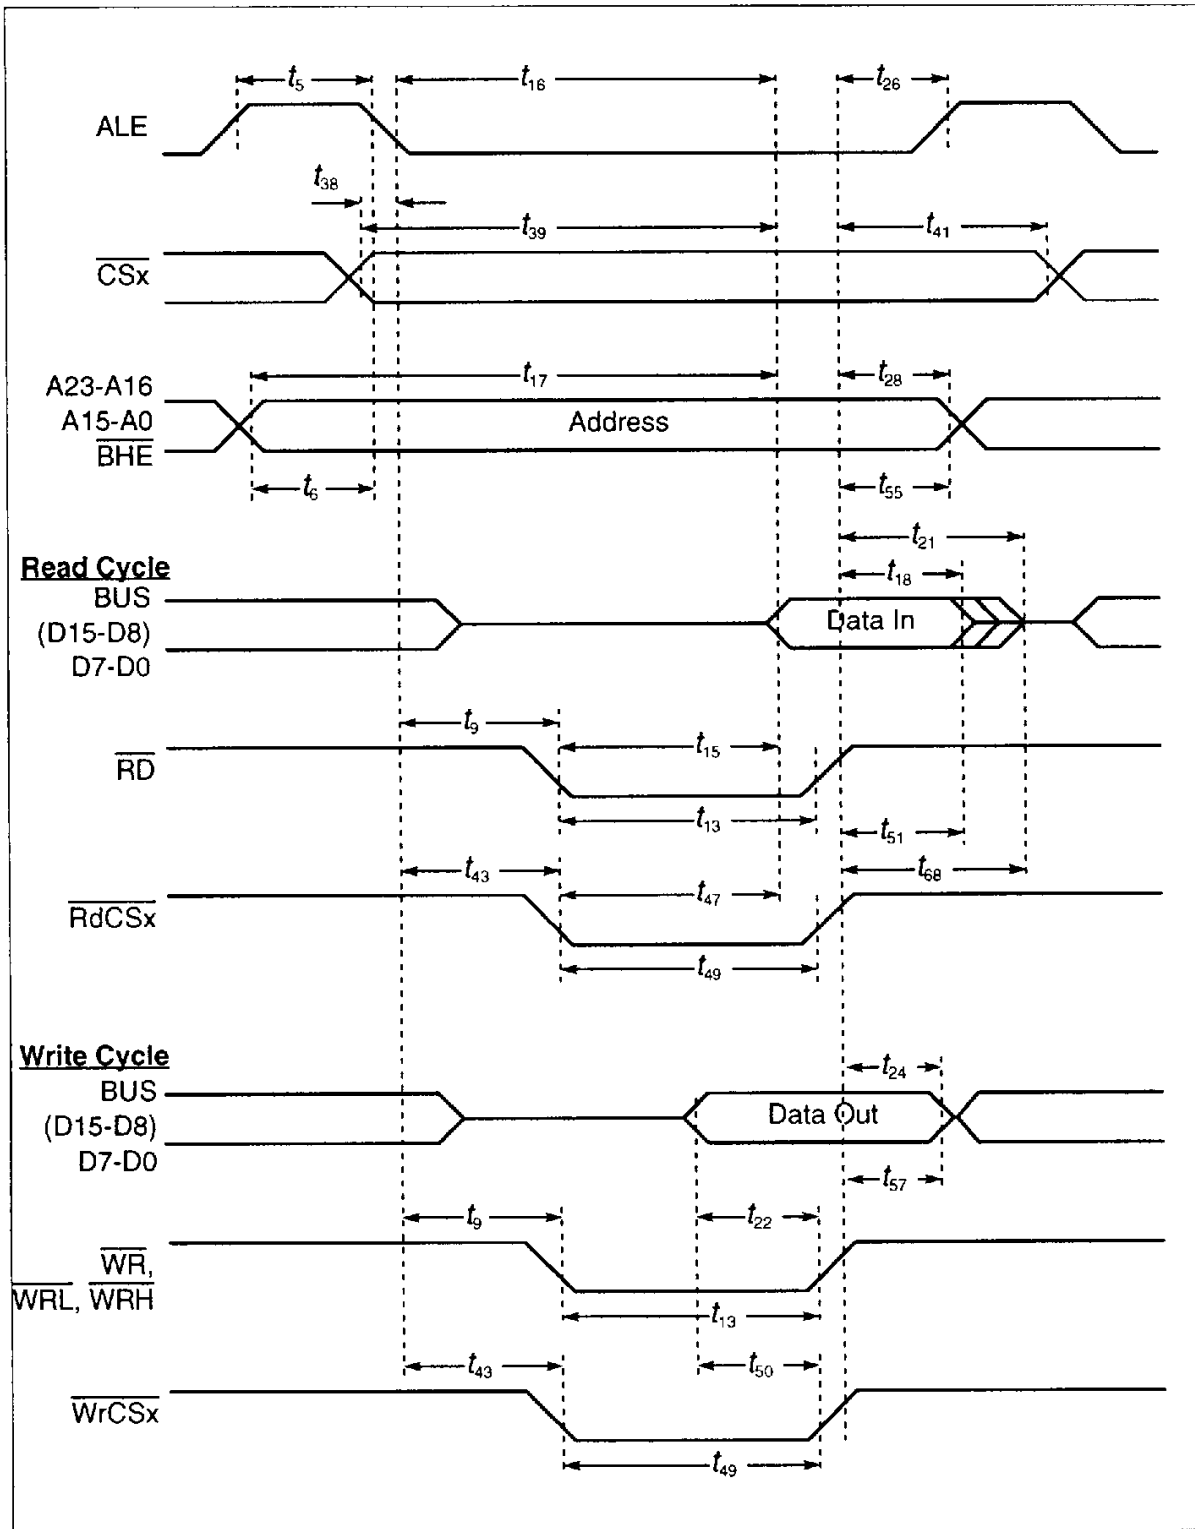 t5 t16 t26
ALE
t38
t39 t41
CSx
t17 t28
A23-A16
A15-A0
BHE
Address
t6 t55
t21
Read Cycle
t18
BUS
(D15-D8)
D7-D0
Data In
t9
t15
RD
t13 t51
t43 t68
t47
RdCSx
t49
Write Cycle
t24
BUS
(D15-D8)
D7-D0
Data Out
t57
t9 t22
WR,
WRL, WRH
t13
t43 t50
WrCSx
t49